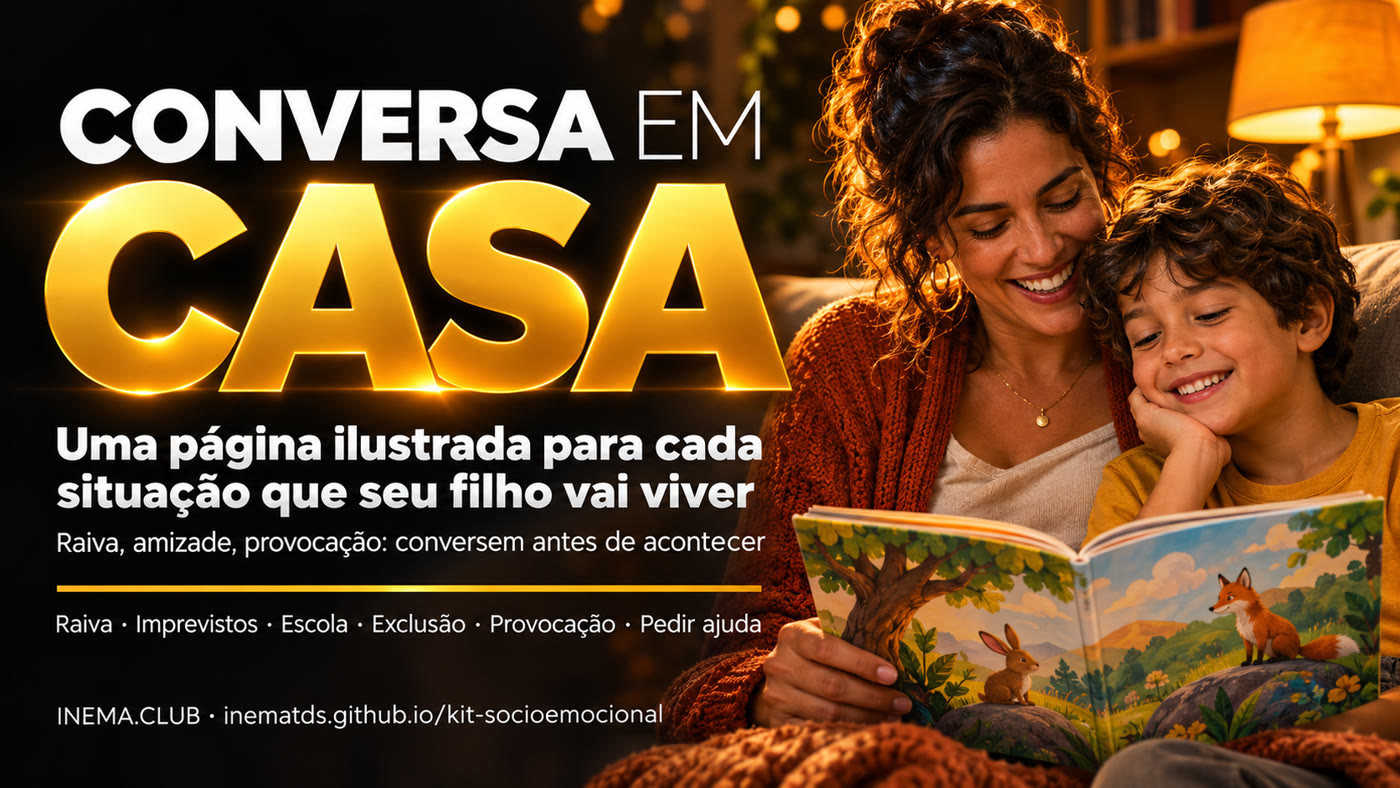 CONVERSA EM
CASA
Uma página ilustrada para cada
situação que seu filho vai viver
Raiva, amizade, provocação: conversem antes de acontecer
Raiva · Imprevistos · Escola · Exclusão · Provocação · Pedir ajuda
INEMA.CLUB · inematds.github.io/kit-socioemocional